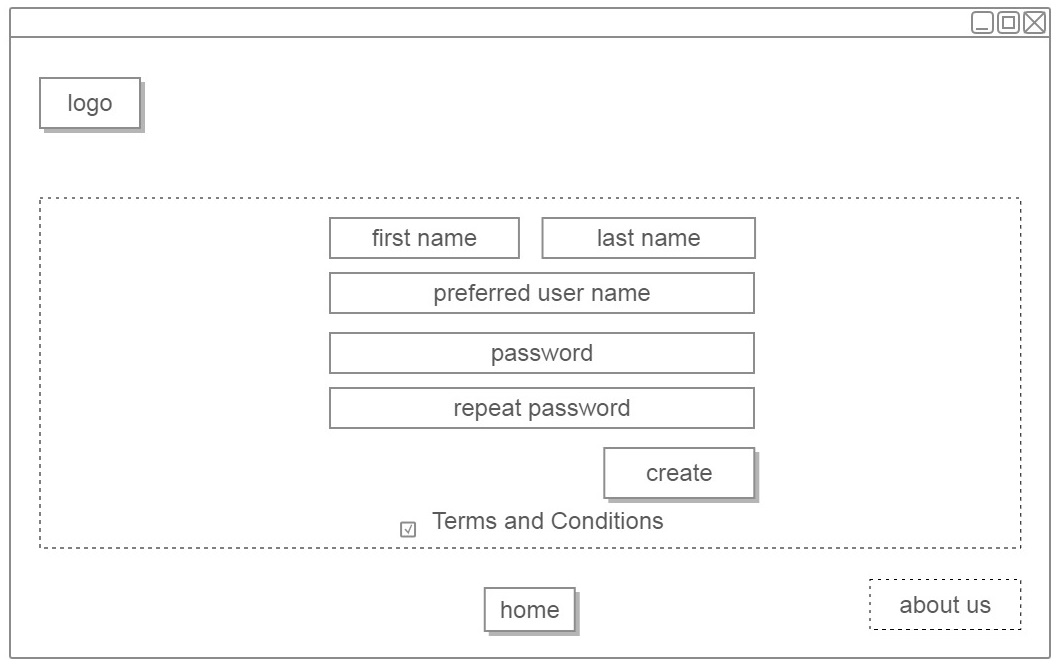 logo
first name last name
preferred user name
password
repeat password
create
Terms and Conditions
home
about us